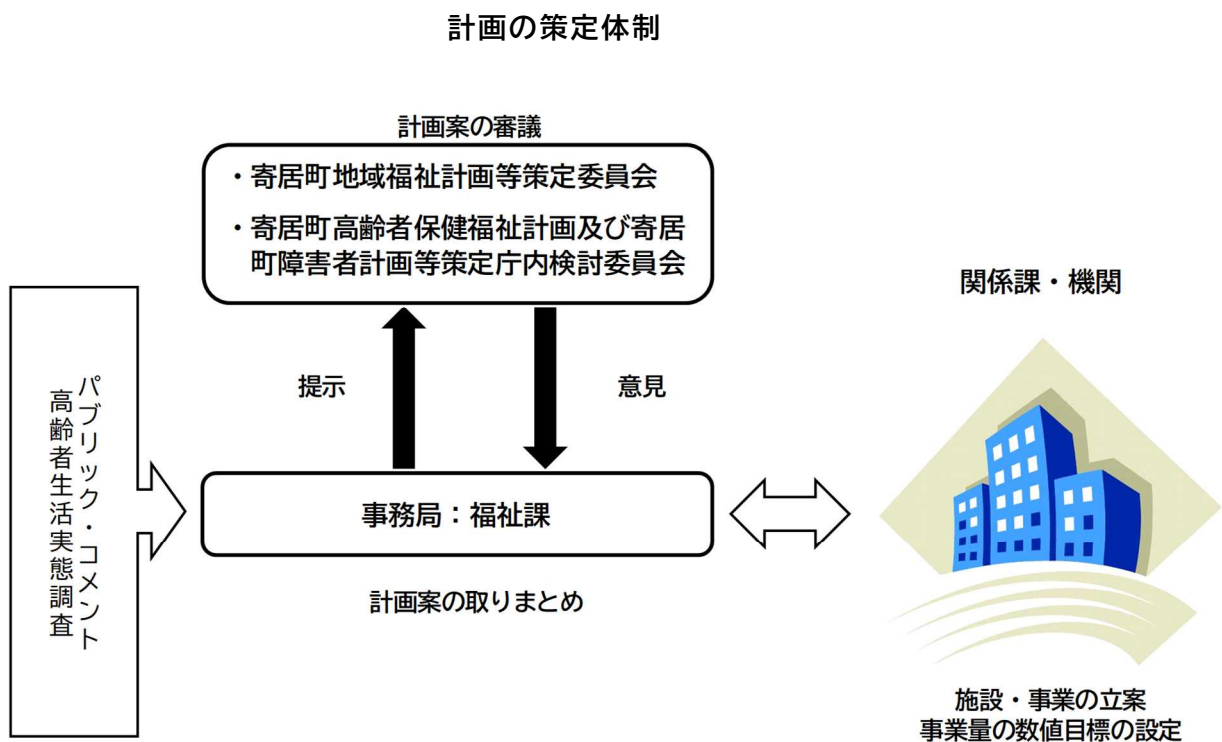 計画の策定体制
計画案の審議
・寄居町地域福祉計画等策定委員会
・寄居町高齢者保健福祉計画及び寄居
町障害者計画等策定庁内検討委員会
関係課・機関
パブリック・コメント
高齢者生活実態調査
提示
意見
事務局：福祉課
計画案の取りまとめ
施設・事業の立案
事業量の数値目標の設定